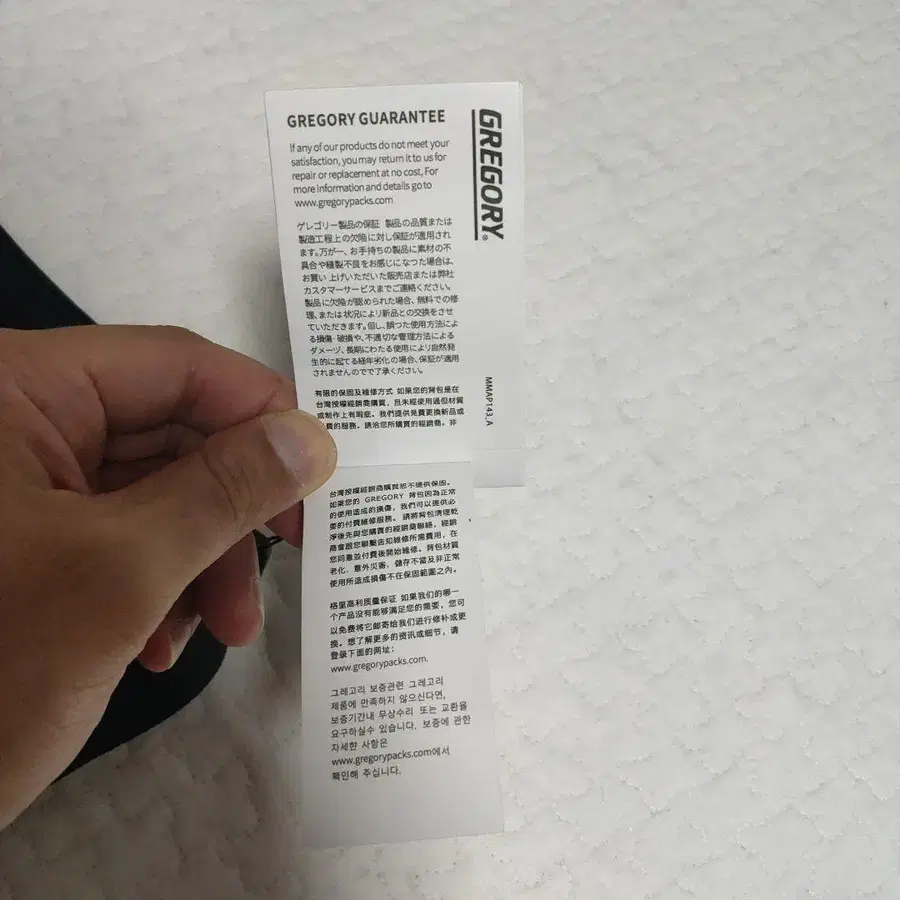 GREGORY GUARANTEE
If any of our products do not meet your
satisfaction, you may return it to us for
repair or replacement at no cost, For
more information and details go to
www.gregorypacks.com
ゲレゴリー製品の保証 製品の品質または
製造工程上の欠陥に対し保証が適用され
ます。万が一、お手持ちの製品に素材の不
具合や縫製不良をお感じになつた場合は、
お買い上げいただいた販売店または弊社
カスタマーサービスまでご連絡ください。
製品に欠陥が認められた場合、無料での修
理、または状況により新品との交換をさせ
ていただきます。但し、誤つた使用方法によ
る損傷·破損や、不適切な管理方法による
ダメージ、長期にわたる使用により自然発
生的に起てる経年劣化の場合、保証が適用
されませんのでで了承ください。
有限的保固及維修方式 如果您的背包是在
台灣授權經銷商購買，且未經使用過但材質
或制作上有瑕疵。我們提供免費更換新品或
費的服務。請洽您所購買的經銷商。非
GREGORY®
MMAP143_A
台灣授權經銷商購買恕不提供保固。
如果您的 GREGORY 背包因為正常
的使用造成的損傷，我們可以提供必
要的付費維修服務。請將背包清理乾
淨後先與您購買的經銷商聯絡，經銷
商會跟您聯繫告知維修所需費用，在
您同意並付費後開始維修。背包材質
老化，意外災害，儲存不當及非正常
使用所造成損傷不在保固範圍之內。
格里高利质量保证 如果我们的哪一
个产品没有能够满足您的需要，您可
以免费将它邮寄给我们进行修补或更
换。想了解更多的资讯或细节，请
登录下面的网址：
www.gregorypacks.com.
그레고리 보증관련 그레고리
제품에 만족하지 않으신다면,
보증기간내 무상수리 또는 교환을
요구하실수 있습니다. 보증에 관한
자세햔 사항은
www.gregorypacks.com에서
확인해 주십니다.